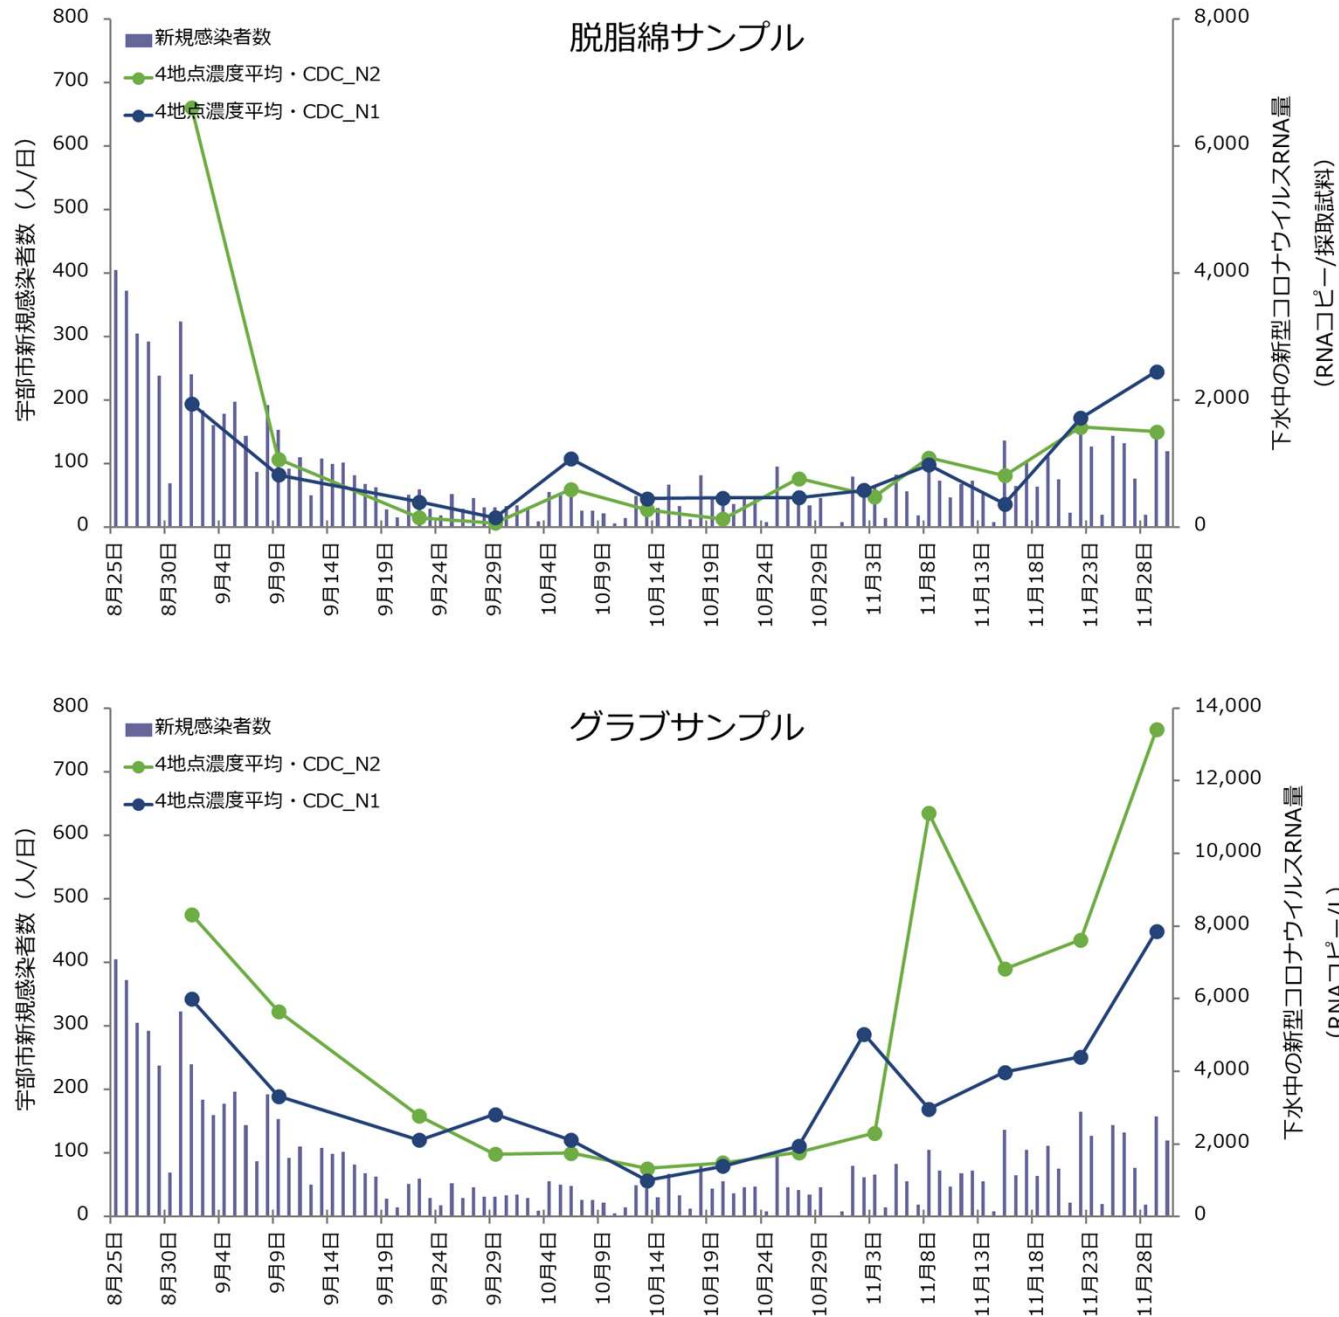 脱脂綿サンプル
新規感染者数
4地点濃度平均・CDC_N2
4地点濃度平均・CDC_N1
宇部市新規感染者数（人/日）
800
700
600
500
400
300
200
100
0
8,000
6,000
4,000
2,000
0
下水中の新型コロナウイルスRNA量
（RNAコピー/採取試料）
8月25日
8月30日
9月4日
9月9日
9月14日
9月19日
9月24日
9月29日
10月4日
10月9日
10月14日
10月19日
10月24日
10月29日
11月3日
11月8日
11月13日
11月18日
11月23日
11月28日
グラブサンプル
新規感染者数
4地点濃度平均・CDC_N2
4地点濃度平均・CDC_N1
宇部市新規感染者数（人/日）
800
700
600
500
400
300
200
100
0
14,000
12,000
10,000
8,000
6,000
4,000
2,000
0
下水中の新型コロナウイルスRNA量
（RNAコピー/L）
8月25日
8月30日
9月4日
9月9日
9月14日
9月19日
9月24日
9月29日
10月4日
10月9日
10月14日
10月19日
10月24日
10月29日
11月3日
11月8日
11月13日
11月18日
11月23日
11月28日